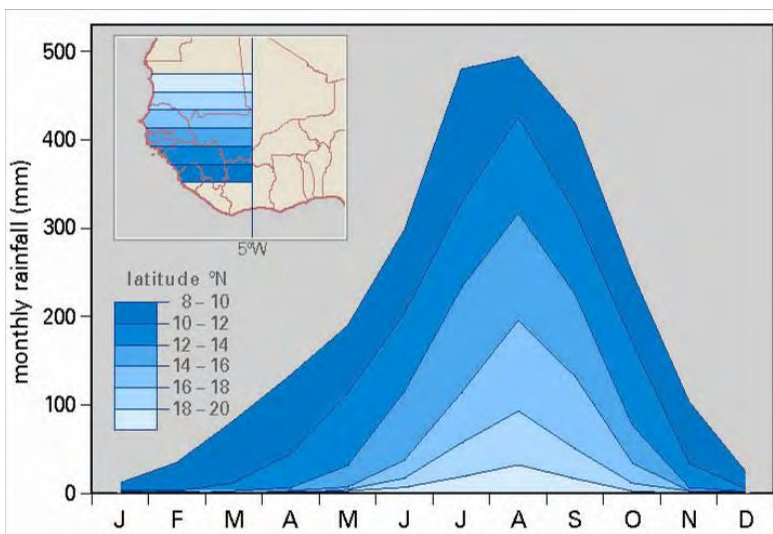 500
400
300
200
100
0
monthly rainfall (mm)
5°W
latitude °N
8 – 10
10 – 12
12 – 14
14 – 16
16 – 18
18 – 20
J F M A M J J A S O N D